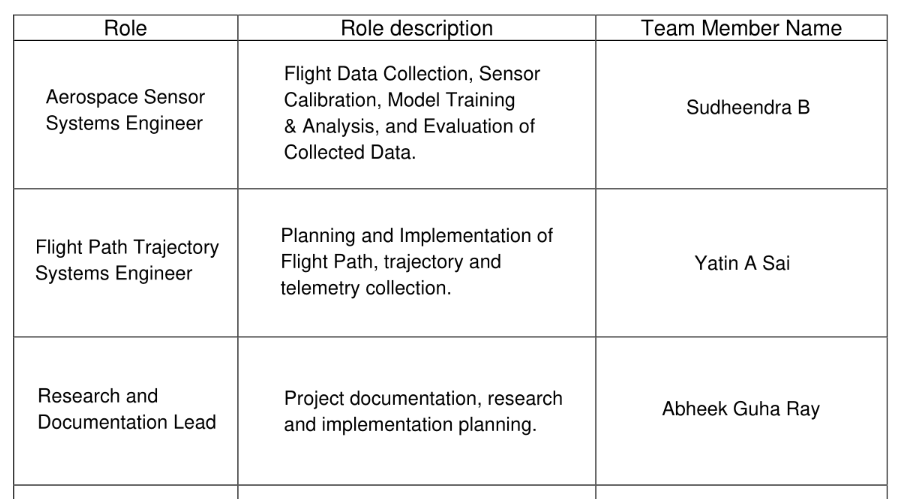 Role
Role description
Team Member Name
Aerospace Sensor
Systems Engineer
Flight Data Collection, Sensor
Calibration, Model Training
& Analysis, and Evaluation of
Collected Data.
Sudheendra B
Flight Path Trajectory
Systems Engineer
Planning and Implementation of
Flight Path, trajectory and
telemetry collection.
Yatin A Sai
Research and
Documentation Lead
Project documentation, research
and implementation planning.
Abheek Guha Ray